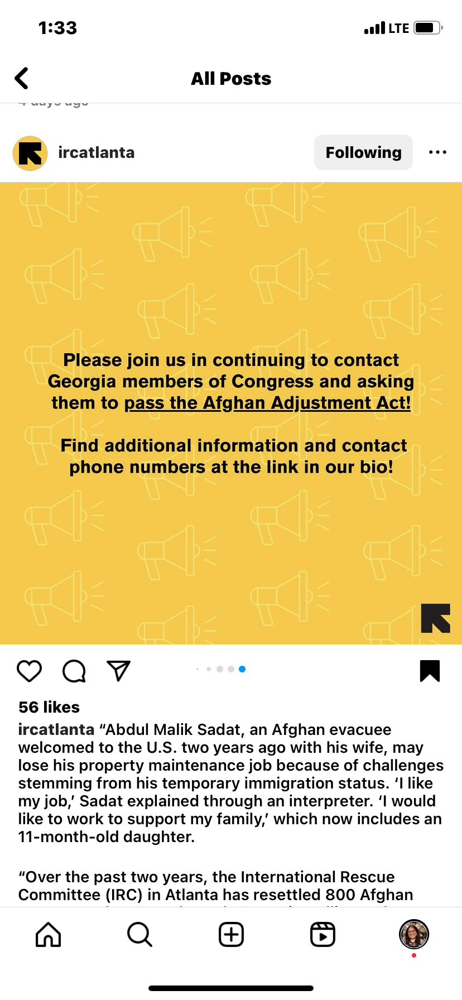 1:33
LTE
All Posts
4 days ago
ircatlanta
Following
Please join us in continuing to contact
Georgia members of Congress and asking
them to pass the Afghan Adjustment Act!
Find additional information and contact
phone numbers at the link in our bio!
56 likes
ircatlanta “Abdul Malik Sadat, an Afghan evacuee
welcomed to the U.S. two years ago with his wife, may
lose his property maintenance job because of challenges
stemming from his temporary immigration status. ‘I like
my job,’ Sadat explained through an interpreter. ‘I would
like to work to support my family,’ which now includes an
11-month-old daughter.
“Over the past two years, the International Rescue
Committee (IRC) in Atlanta has resettled 800 Afghan